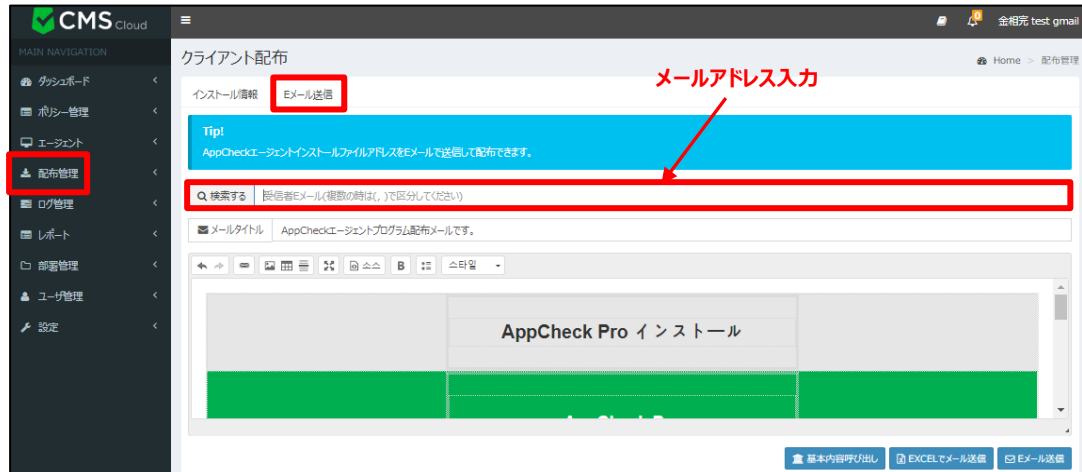 CMS Cloud
0
金相完 test gmail
MAIN NAVIGATION
ダッシュボード
ポリシー管理
エージェント
配布管理
ログ管理
レポート
部署管理
ユーザ管理
設定
クライアント配布
Home > 配布管理
メールアドレス入力
インストール情報 Eメール送信
Tip!
AppCheckエージェントインストールファイルアドレスをEメールで送信して配布できます。
検索する 受信者Eメール(複数の時は(, )で区分してください)
メールタイトル AppCheckエージェントプログラム配布メールです。
소스 B 스타일
AppCheck Pro インストール
基本内容呼び出し EXCELでメール送信 Eメール送信